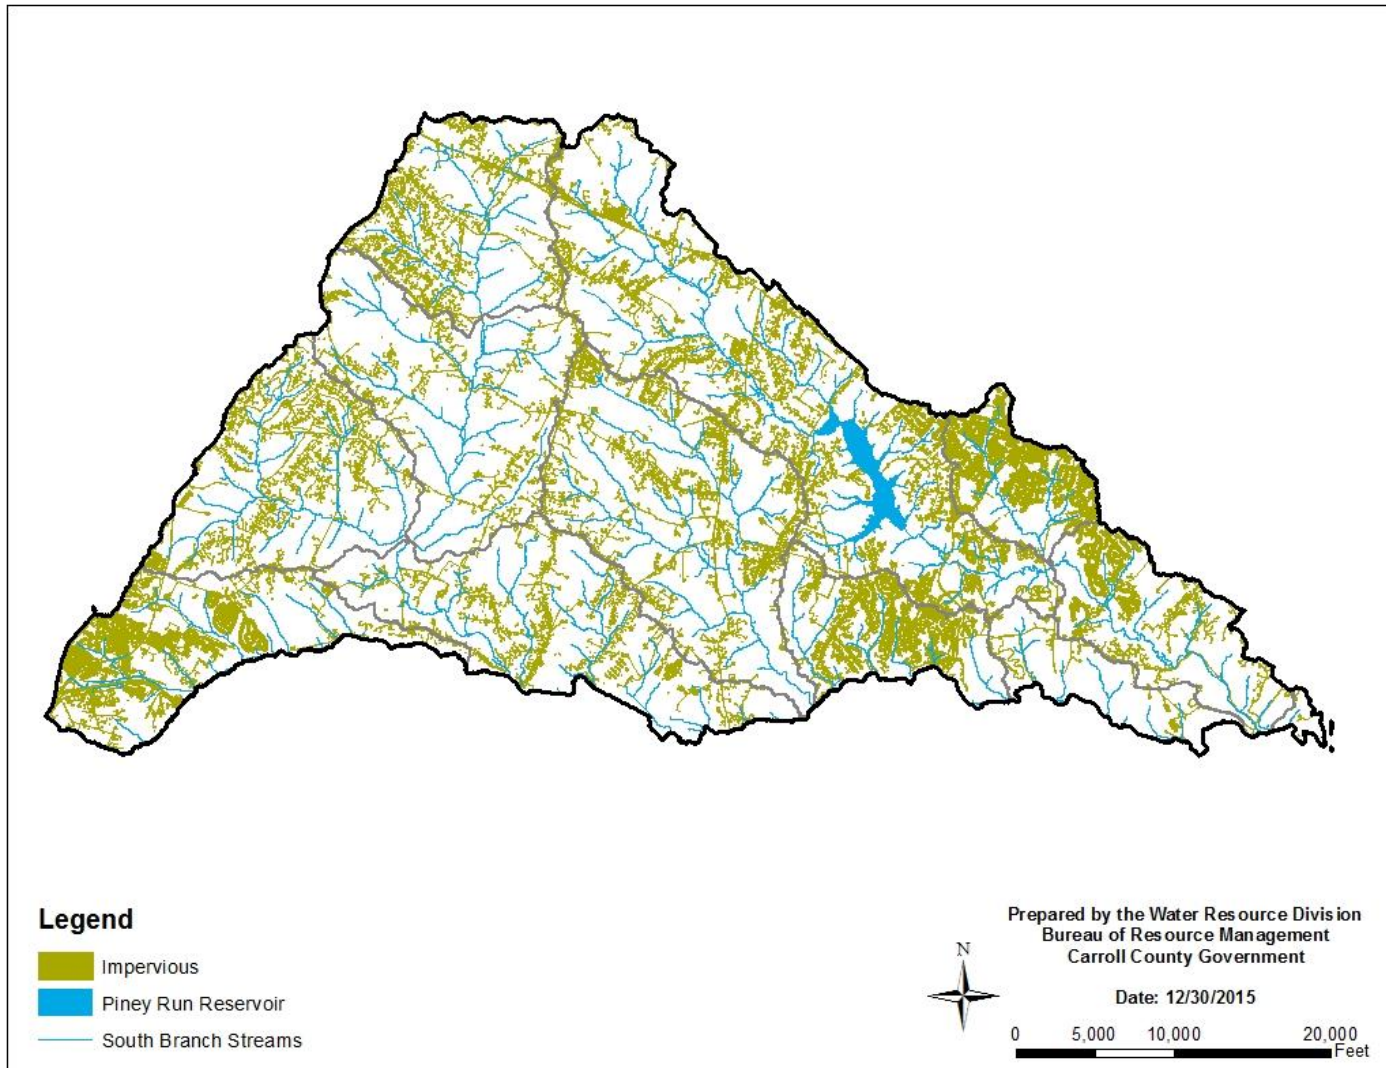 Legend
Impervious
Piney Run Reservoir
South Branch Streams
Prepared by the Water Resource Division
Bureau of Resource Management
Carroll County Government
N
Date: 12/30/2015
0 5,000 10,000 20,000
Feet